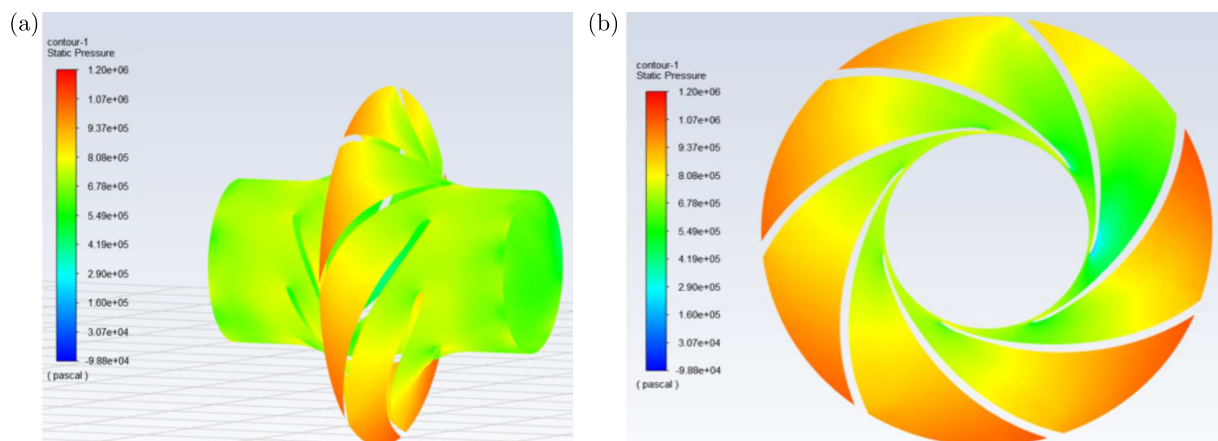 (a)
contour-1
Static Pressure
1.20e+06
1.07e+06
9.37e+05
8.08e+05
6.78e+05
5.49e+05
4.19e+05
2.90e+05
1.60e+05
3.07e+04
-9.88e+04
( pascal )
(b)
contour-1
Static Pressure
1.20e+06
1.07e+06
9.37e+05
8.08e+05
6.78e+05
5.49e+05
4.19e+05
2.90e+05
1.60e+05
3.07e+04
-9.88e+04
( pascal )